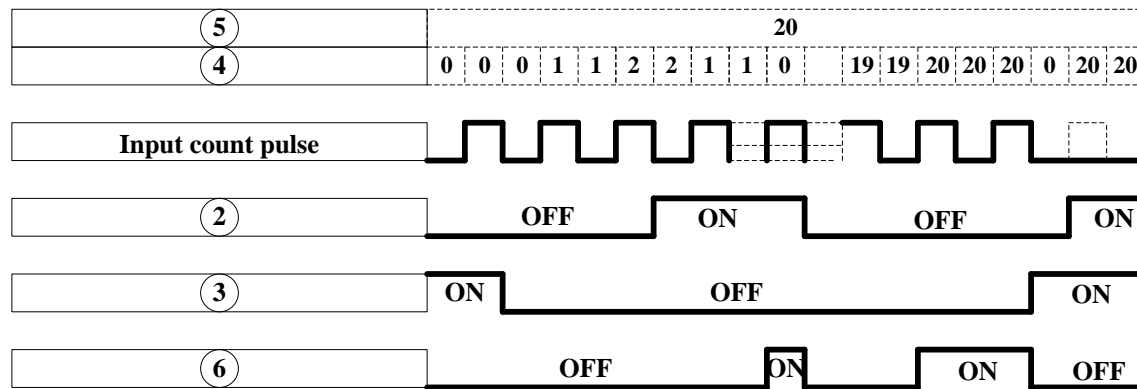 ⑤ 20
④ 0 0 0 1 1 2 2 1 1 0 19 19 20 20 20 0 20 20
Input count pulse
② OFF ON OFF ON
③ ON OFF ON
⑥ OFF ON ON OFF